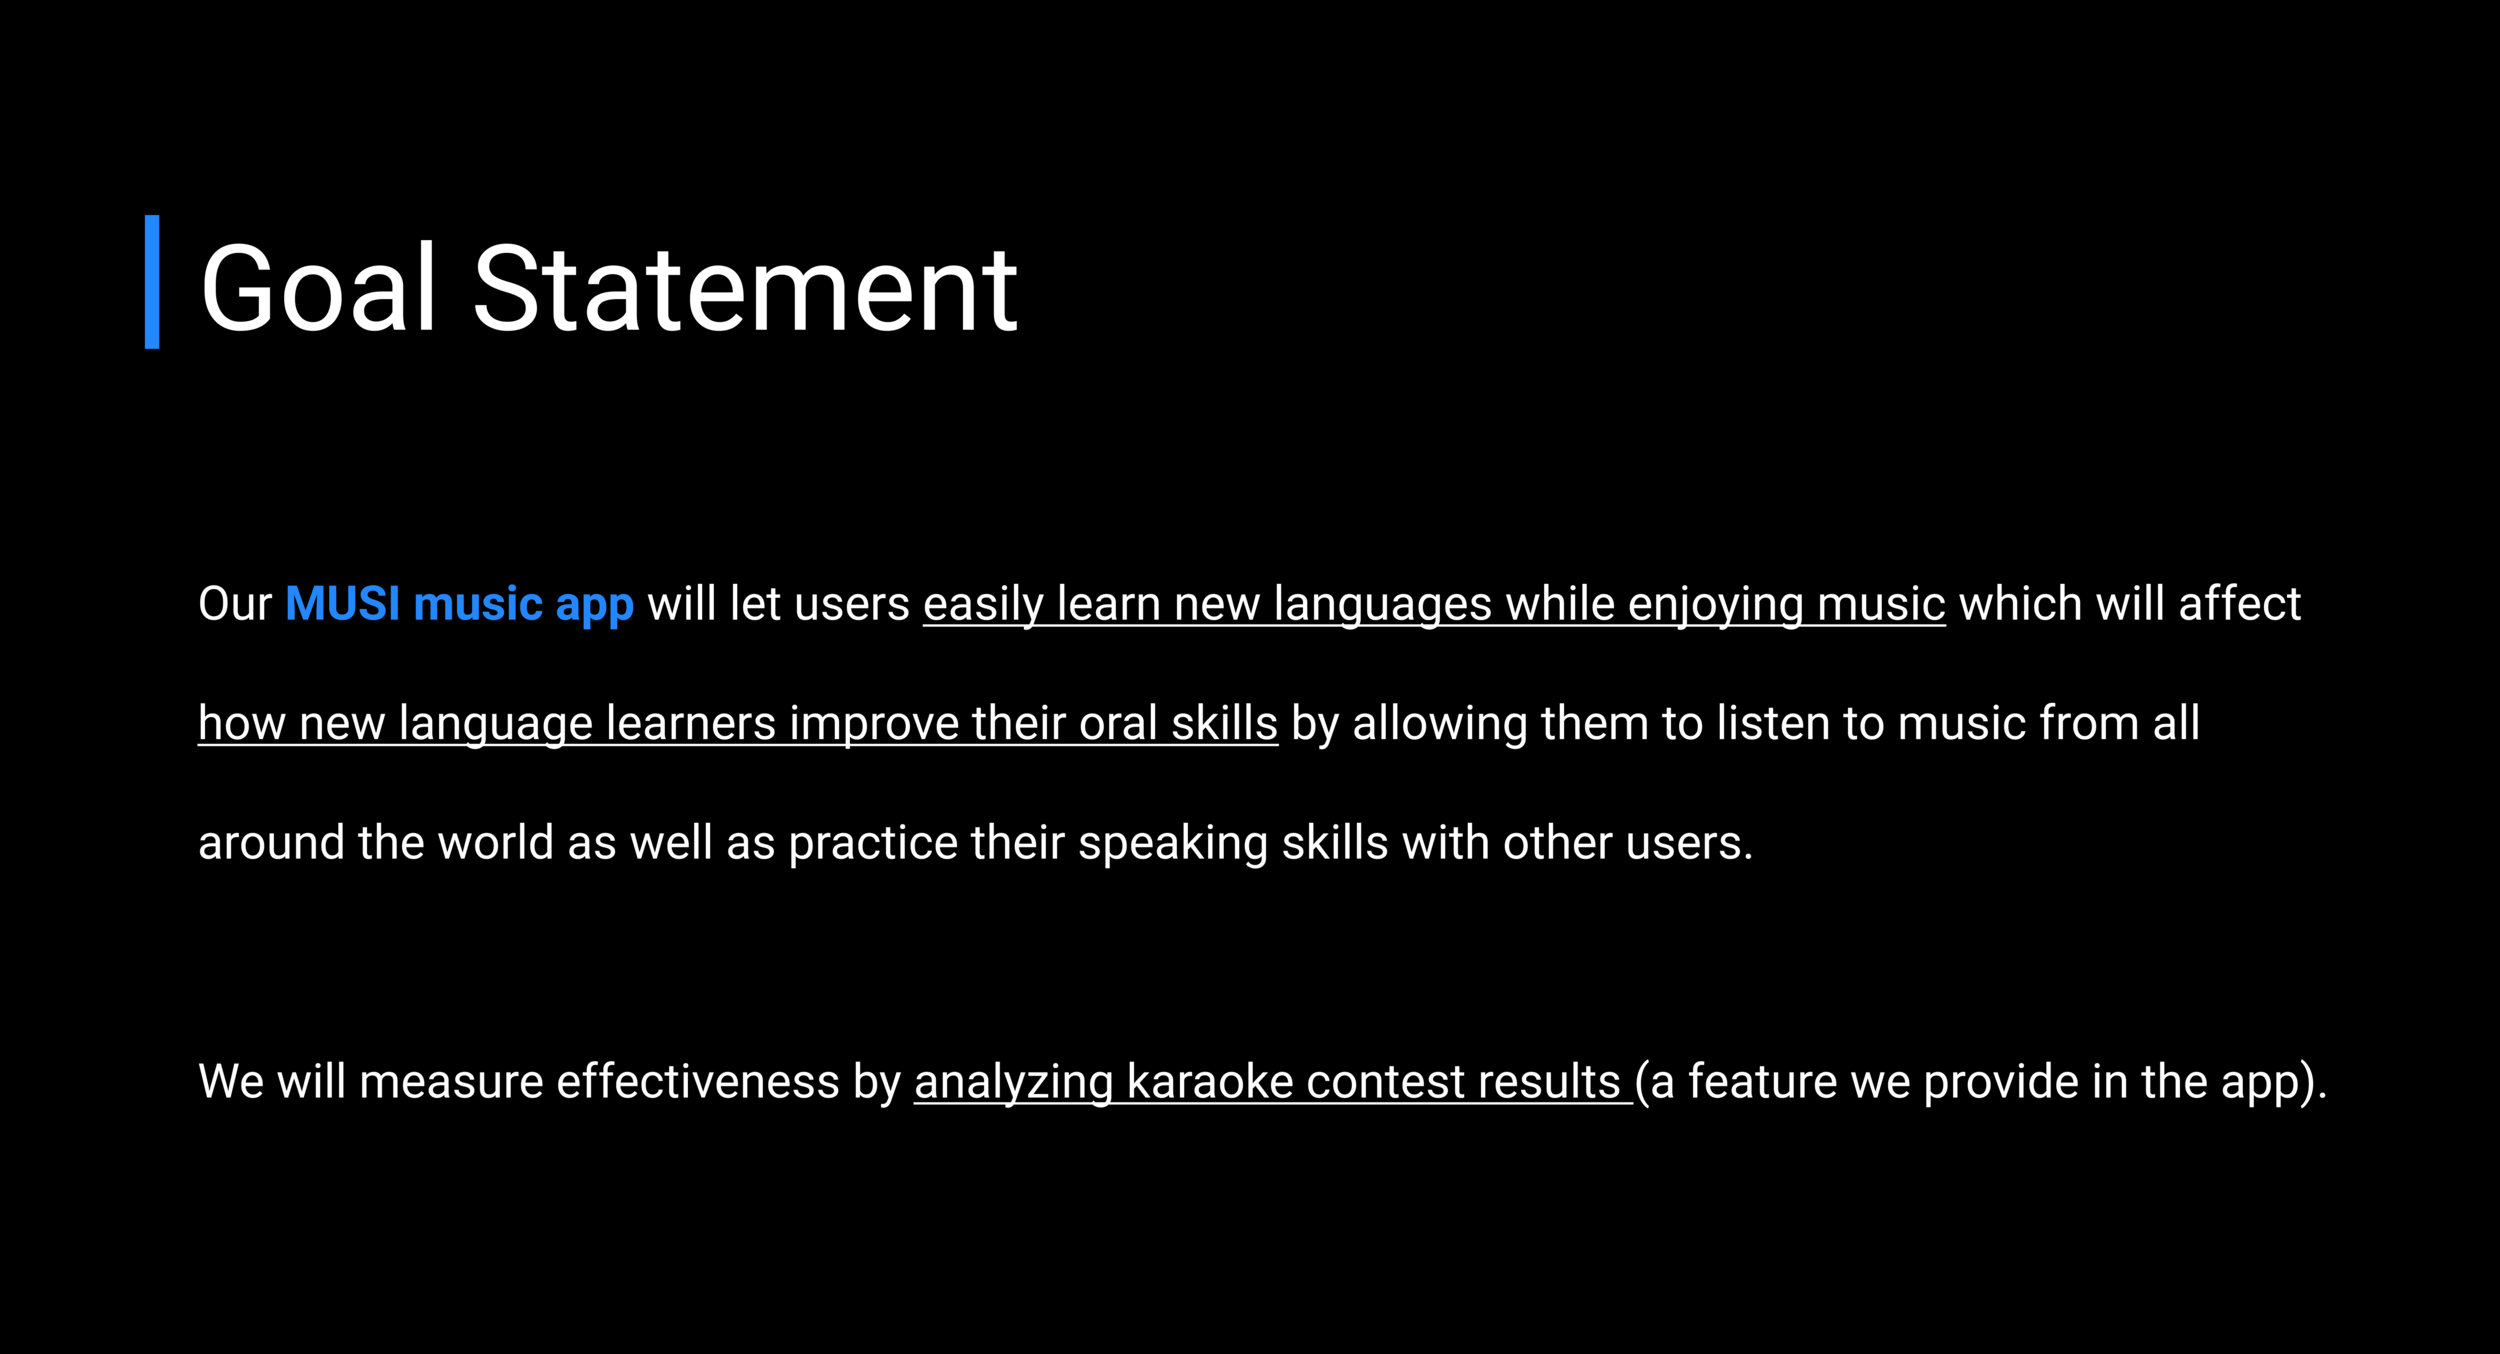 Goal Statement
Our MUSI music app will let users easily learn new languages while enjoying music which will affect
how new language learners improve their oral skills by allowing them to listen to music from all
around the world as well as practice their speaking skills with other users.
We will measure effectiveness by analyzing karaoke contest results (a feature we provide in the app).